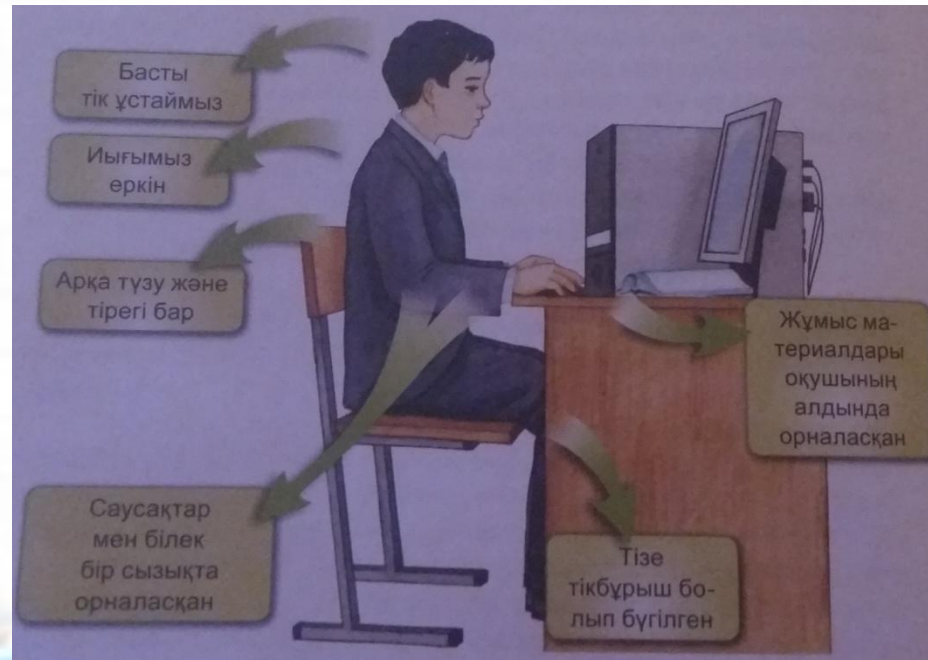 Басты
тік ұстаймыз
Иығымыз
еркін
Арқа түзу және
тірегі бар
Жұмыс ма-
териалдары
оқушының
алдында
орналасқан
Саусақтар
мен білек
бір сызықта
орналасқан
Тізе
тікбұрыш бо-
лып бүгілген